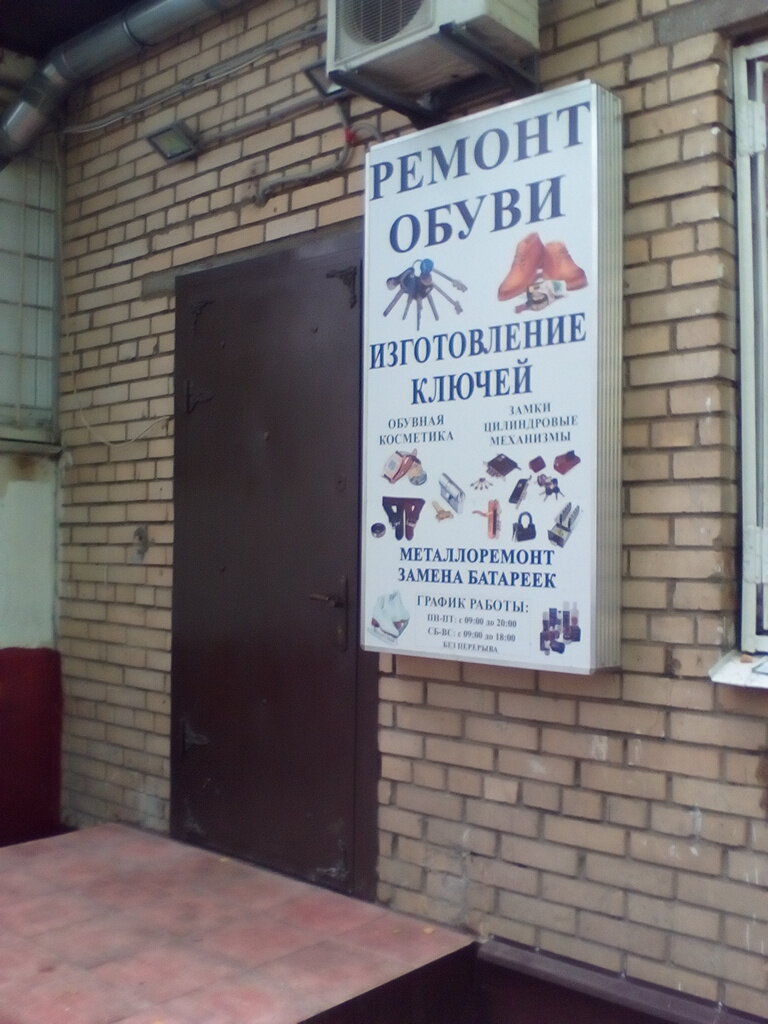 РЕМОНТ
ОБУВИ
ИЗГОТОВЛЕНИЕ
КЛЮЧЕЙ
ОБУВНАЯ
КОСМЕТИКА
ЗАМКИ
ЦИЛИНДРОВЫЕ
МЕХАНИЗМЫ
МЕТАЛЛОРЕМОНТ
ЗАМЕНА БАТАРЕЕК
ГРАФИК РАБОТЫ:
ПН-ПТ: с 09:00 до 20:00
СБ-ВС: с 09:00 до 18:00
БЕЗ ПЕРЕРЫВА